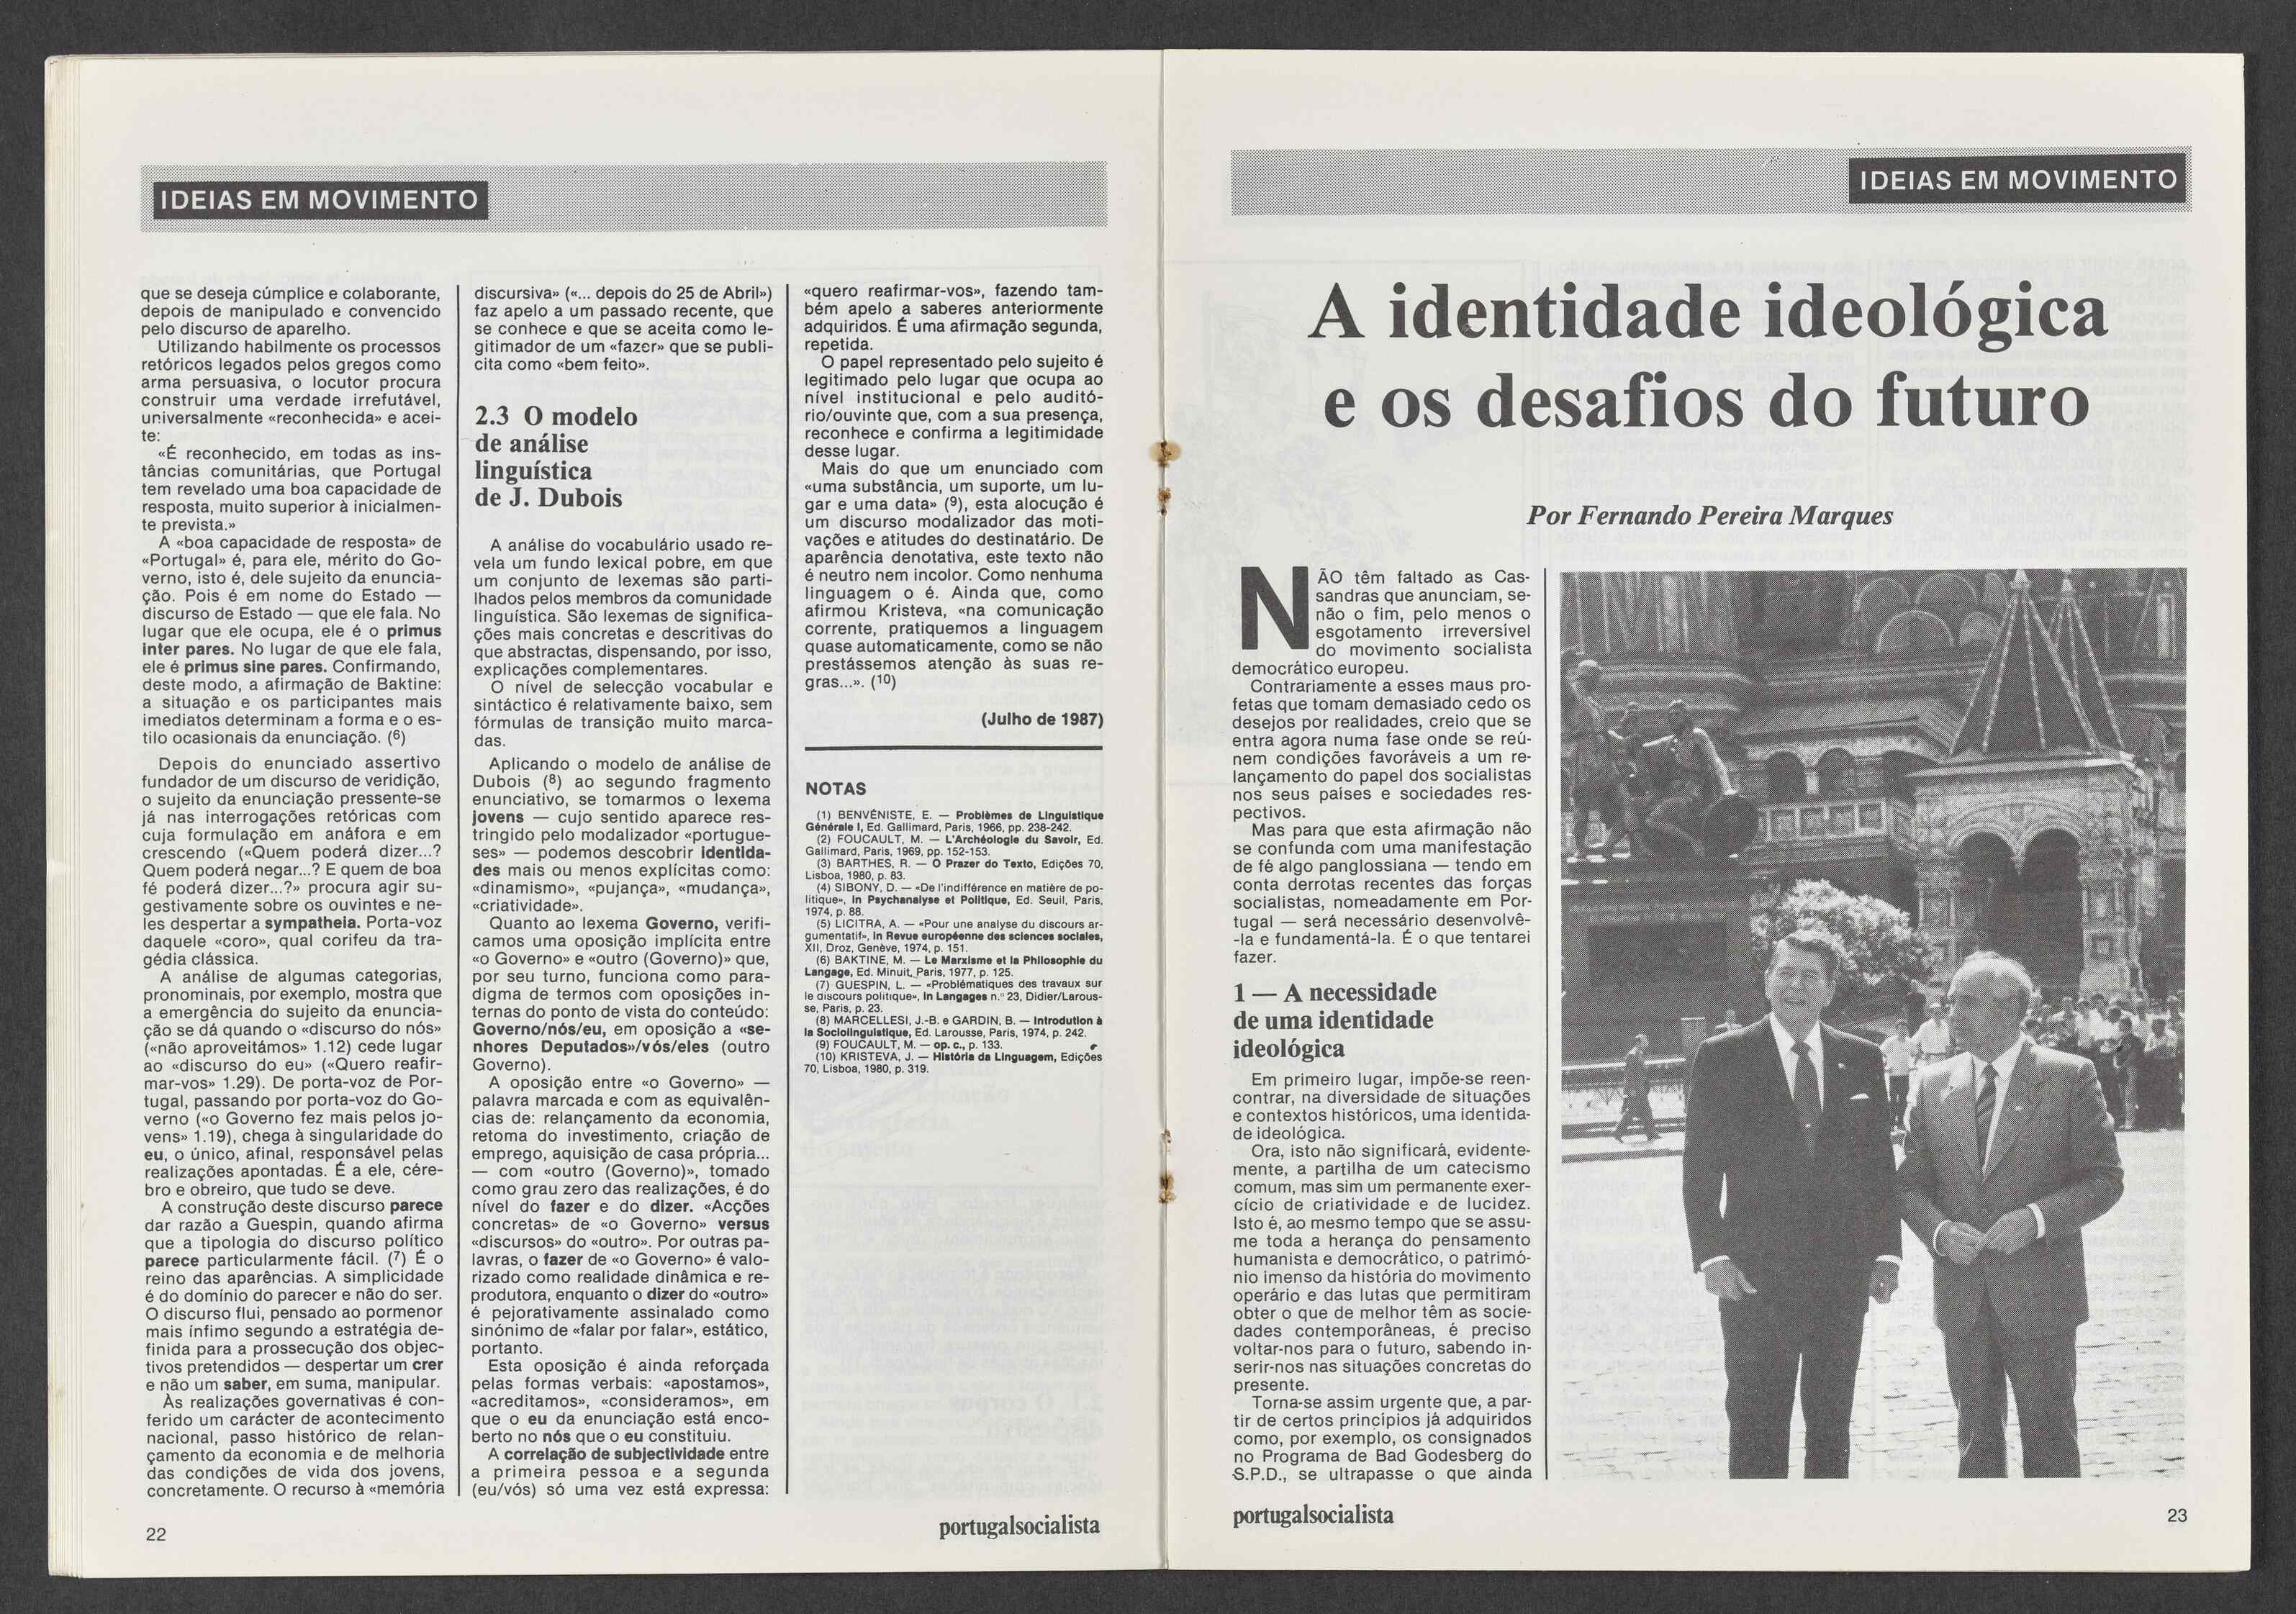 IDEIAS EM MOVIMENTO
que se deseja cúmplice e colaborante,
depois de manipulado e convencido
pelo discurso de aparelho.
Utilizando habilmente os processos
retóricos legados pelos gregos como
arma persuasiva, o locutor procura
construir uma verdade irrefutável,
universalmente «reconhecida» e acei-
te:
«É reconhecido, em todas as ins-
tâncias comunitárias, que Portugal
tem revelado uma boa capacidade de
resposta, muito superior à inicialmen-
te prevista.»
A «boa capacidade de resposta» de
«Portugal» é, para ele, mérito do Go-
verno, isto é, dele sujeito da enuncia-
ção. Pois é em nome do Estado —
discurso de Estado — que ele fala. No
lugar que ele ocupa, ele é o primus
inter pares. No lugar de que ele fala,
ele é primus sine pares. Confirmando,
deste modo, a afirmação de Baktine:
a situação e os participantes mais
imediatos determinam a forma e o es-
tilo ocasionais da enunciação. (6)
Depois do enunciado assertivo
fundador de um discurso de veridição,
o sujeito da enunciação pressente-se
já nas interrogações retóricas com
cuja formulação em anáfora e em
crescendo («Quem poderá dizer...?
Quem poderá negar...? E quem de boa
fé poderá dizer...?» procura agir su-
gestivamente sobre os ouvintes e ne-
les despertar a sympatheia. Porta-voz
daquele «coro», qual corifeu da tra-
gédia clássica.
A análise de algumas categorias,
pronominais, por exemplo, mostra que
a emergência do sujeito da enuncia-
ção se dá quando o «discurso do nós»
(«não aproveitámos» 1.12) cede lugar
ao «discurso do eu» («Quero reafir-
mar-vos» 1.29). De porta-voz de Por-
tugal, passando por porta-voz do Go-
verno («o Governo fez mais pelos jo-
vens» 1.19), chega à singularidade do
eu, o único, afinal, responsável pelas
realizações apontadas. É a ele, cére-
bro e obreiro, que tudo se deve.
A construção deste discurso parece
dar razão a Guespin, quando afirma
que a tipologia do discurso político
parece particularmente fácil. (7) É o
reino das aparências. A simplicidade
é do domínio do parecer e não do ser.
O discurso flui, pensado ao pormenor
mais ínfimo segundo a estratégia de-
finida para a prossecução dos objec-
tivos pretendidos — despertar um crer
e não um saber, em suma, manipular.
Às realizações governativas é con-
ferido um carácter de acontecimento
nacional, passo histórico de relan-
çamento da economia e de melhoria
das condições de vida dos jovens,
concretamente. O recurso à «memória
discursiva» («... depois do 25 de Abril»)
faz apelo a um passado recente, que
se conhece e que se aceita como le-
gitimador de um «fazer» que se publi-
cita como «bem feito».
2.3 O modelo
de análise
linguística
de J. Dubois
A análise do vocabulário usado re-
vela um fundo lexical pobre, em que
um conjunto de lexemas são parti-
lhados pelos membros da comunidade
linguística. São lexemas de significa-
ções mais concretas e descritivas do
que abstractas, dispensando, por isso,
explicações complementares.
O nível de selecção vocabular e
sintáctico é relativamente baixo, sem
fórmulas de transição muito marca-
das.
Aplicando o modelo de análise de
Dubois (8) ao segundo fragmento
enunciativo, se tomarmos o lexema
jovens — cujo sentido aparece res-
tringido pelo modalizador «portugue-
ses» — podemos descobrir identida-
des mais ou menos explícitas como:
«dinamismo», «pujança», «mudança»,
«criatividade».
Quanto ao lexema Governo, verifi-
camos uma oposição implícita entre
«o Governo» e «outro (Governo)» que,
por seu turno, funciona como para-
digma de termos com oposições in-
ternas do ponto de vista do conteúdo:
Governo/nós/eu, em oposição a «se-
nhores Deputados»/vós/eles (outro
Governo).
A oposição entre «o Governo» —
palavra marcada e com as equivalên-
cias de: relançamento da economia,
retoma do investimento, criação de
emprego, aquisição de casa própria...
— com «outro (Governo)», tomado
como grau zero das realizações, é do
nível do fazer e do dizer. «Acções
concretas» de «o Governo» versus
«discursos» do «outro». Por outras pa-
lavras, o fazer de «o Governo» é valo-
rizado como realidade dinâmica e re-
produtora, enquanto o dizer do «outro»
é pejorativamente assinalado como
sinónimo de «falar por falar», estático,
portanto.
Esta oposição é ainda reforçada
pelas formas verbais: «apostamos»,
«acreditamos», «consideramos», em
que o eu da enunciação está enco-
berto no nós que o eu constituiu.
A correlação de subjectividade entre
a primeira pessoa e a segunda
(eu/vós) só uma vez está expressa:
«quero reafirmar-vos», fazendo tam-
bém apelo a saberes anteriormente
adquiridos. É uma afirmação segunda,
repetida.
O papel representado pelo sujeito é
legitimado pelo lugar que ocupa ao
nível institucional e pelo auditó-
rio/ouvinte que, com a sua presença,
reconhece e confirma a legitimidade
desse lugar.
Mais do que um enunciado com
«uma substância, um suporte, um lu-
gar e uma data» (9), esta alocução é
um discurso modalizador das moti-
vações e atitudes do destinatário. De
aparência denotativa, este texto não
é neutro nem incolor. Como nenhuma
linguagem o é. Ainda que, como
afirmou Kristeva, «na comunicação
corrente, pratiquemos a linguagem
quase automaticamente, como se não
prestássemos atenção às suas re-
gras...». (10)
(Julho de 1987)
NOTAS
(1) BENVÉNISTE, E. — Problèmes de Linguistique
Générale I, Ed. Gallimard, Paris, 1966, pp. 238-242.
(2) FOUCAULT, M. — L'Archéologie du Savoir, Ed.
Gallimard, Paris, 1969, pp. 152-153.
(3) BARTHES, R. — O Prazer do Texto, Edições 70,
Lisboa, 1980, p. 83.
(4) SIBONY, D. — «De l'indifférence en matière de po-
litique», in Psychanalyse et Politique, Ed. Seuil, Paris,
1974, p. 88.
(5) LICITRA, A. — «Pour une analyse du discours ar-
gumentatif», in Revue européenne des sciences sociales,
XII, Droz, Genève, 1974, p. 151.
(6) BAKTINE, M. — Le Marxisme et la Philosophie du
Langage, Ed. Minuit, Paris, 1977, p. 125.
(7) GUESPIN, L. — «Problématiques des travaux sur
le discours politique», in Langages n.º 23, Didier/Larous-
se, Paris, p. 23.
(8) MARCELLESI, J.-B. e GARDIN, B. — Introdution à
la Sociolinguistique, Ed. Larousse, Paris, 1974, p. 242.
(9) FOUCAULT, M. — op. c., p. 133.
(10) KRISTEVA, J. — História da Linguagem, Edições
70, Lisboa, 1980, p. 319.
22
portugalsocialista
IDEIAS EM MOVIMENTO
A identidade ideológica
e os desafios do futuro
Por Fernando Pereira Marques
NÃO têm faltado as Cas-
sandras que anunciam, se-
não o fim, pelo menos o
esgotamento irreversível
do movimento socialista
democrático europeu.
Contrariamente a esses maus pro-
fetas que tomam demasiado cedo os
desejos por realidades, creio que se
entra agora numa fase onde se reú-
nem condições favoráveis a um re-
lançamento do papel dos socialistas
nos seus países e sociedades res-
pectivos.
Mas para que esta afirmação não
se confunda com uma manifestação
de fé algo panglossiana — tendo em
conta derrotas recentes das forças
socialistas, nomeadamente em Por-
tugal — será necessário desenvolvê-
-la e fundamentá-la. É o que tentarei
fazer.
1 — A necessidade
de uma identidade
ideológica
Em primeiro lugar, impõe-se reen-
contrar, na diversidade de situações
e contextos históricos, uma identida-
de ideológica.
Ora, isto não significará, evidente-
mente, a partilha de um catecismo
comum, mas sim um permanente exer-
cício de criatividade e de lucidez.
Isto é, ao mesmo tempo que se assu-
me toda a herança do pensamento
humanista e democrático, o patrimó-
nio imenso da história do movimento
operário e das lutas que permitiram
obter o que de melhor têm as socie-
dades contemporâneas, é preciso
voltar-nos para o futuro, sabendo in-
serir-nos nas situações concretas do
presente.
Torna-se assim urgente que, a par-
tir de certos princípios já adquiridos
como, por exemplo, os consignados
no Programa de Bad Godesberg do
S.P.D., se ultrapasse o que ainda
portugalsocialista
23